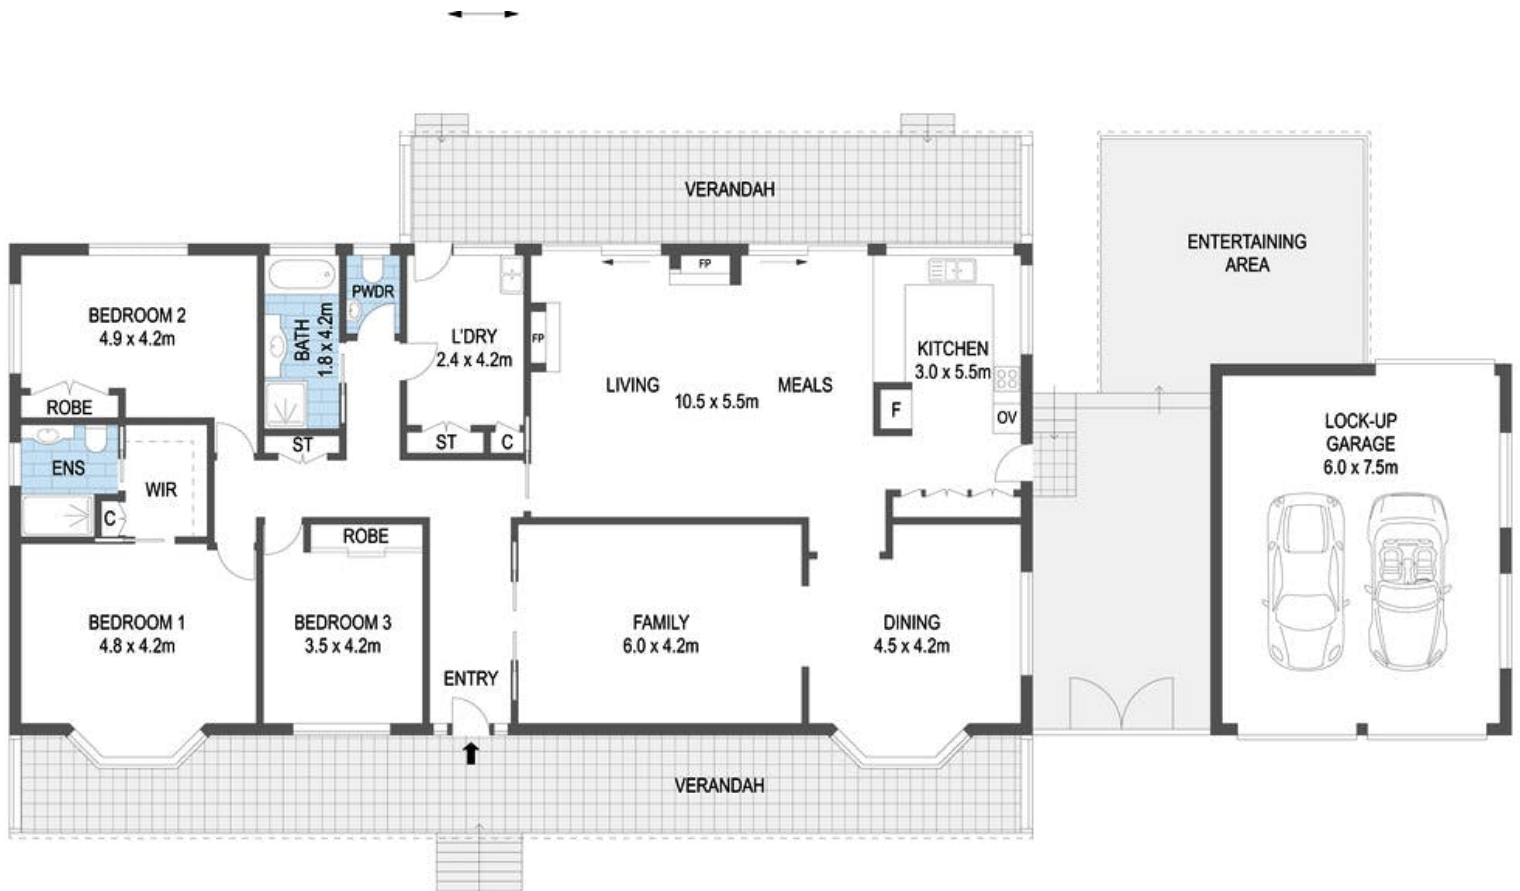 VERANDAH
ENTERTAINING
AREA
BEDROOM 2
4.9 x 4.2m
ROBE
BATH
1.8 x 4.2m
PWDR
L'DRY
2.4 x 4.2m
FP
FP
LIVING
MEALS
10.5 x 5.5m
KITCHEN
3.0 x 5.5m
F
OV
LOCK-UP
GARAGE
6.0 x 7.5m
ST
ST
C
ENS
WIR
C
ROBE
BEDROOM 1
4.8 x 4.2m
BEDROOM 3
3.5 x 4.2m
ENTRY
FAMILY
6.0 x 4.2m
DINING
4.5 x 4.2m
VERANDAH